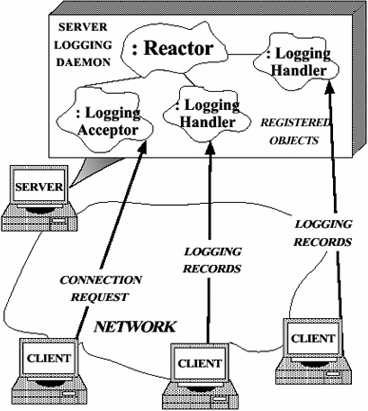 SERVER
LOGGING
DAEMON
: Reactor
: Logging
Handler
: Logging
Acceptor
: Logging
Handler
REGISTERED
OBJECTS
SERVER
CONNECTION
REQUEST
LOGGING
RECORDS
LOGGING
RECORDS
NETWORK
CLIENT
CLIENT
CLIENT